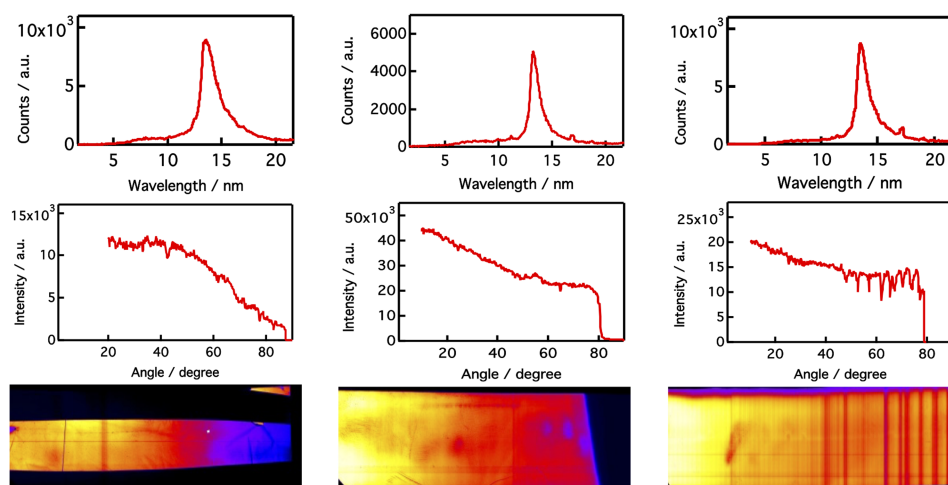 10x10³
5
0
Counts / a.u.
5 10 15 20
Wavelength / nm
6000
4000
2000
0
Counts / a.u.
5 10 15 20
Wavelength / nm
10x10³
5
0
Counts / a.u.
5 10 15 20
Wavelength / nm
15x10³
10
5
0
Intensity / a.u.
20 40 60 80
Angle / degree
50x10³
40
30
20
10
0
Intensity / a.u.
20 40 60 80
Angle / degree
25x10³
20
15
10
5
0
Intensity / a.u.
20 40 60 80
Angle / degree